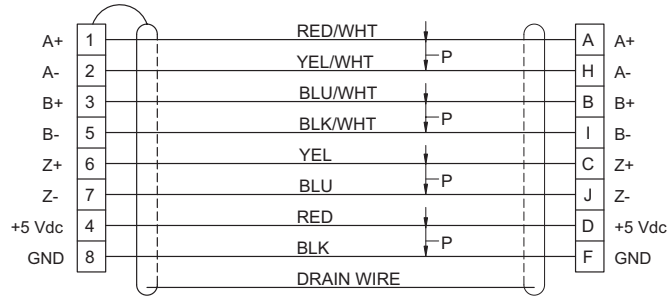 A+ 1 RED/WHT A A+
A- 2 YEL/WHT P H A-
B+ 3 BLU/WHT B B+
B- 5 BLK/WHT P I B-
Z+ 6 YEL C Z+
Z- 7 BLU P J Z-
+5 Vdc 4 RED D +5 Vdc
GND 8 BLK P F GND
DRAIN WIRE